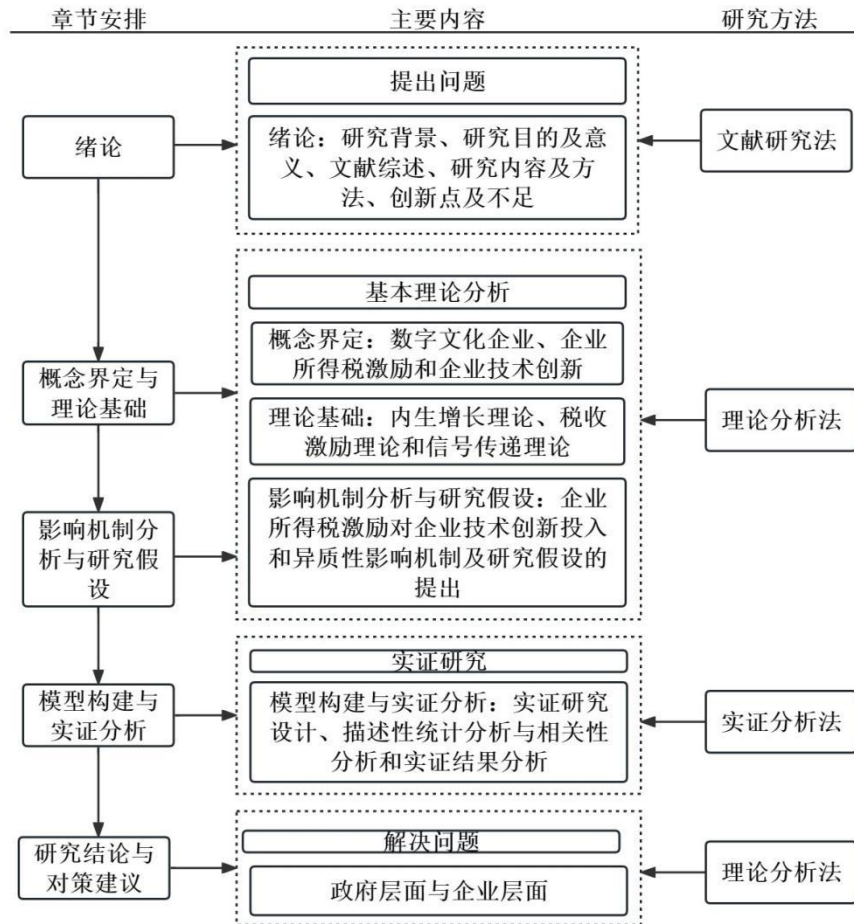 章节安排
主要内容
研究方法
提出问题
绪论
绪论：研究背景、研究目的及意
义、文献综述、研究内容及方
法、创新点及不足
文献研究法
基本理论分析
概念界定：数字文化企业、企业
所得税激励和企业技术创新
概念界定与
理论基础
理论基础：内生增长理论、税收
激励理论和信号传递理论
理论分析法
影响机制分
析与研究假
设
影响机制分析与研究假设：企业
所得税激励对企业技术创新投入
和异质性影响机制及研究假设的
提出
实证研究
模型构建与
实证分析
模型构建与实证分析：实证研究
设计、描述性统计分析与相关性
分析和实证结果分析
实证分析法
解决问题
研究结论与
对策建议
政府层面与企业层面
理论分析法